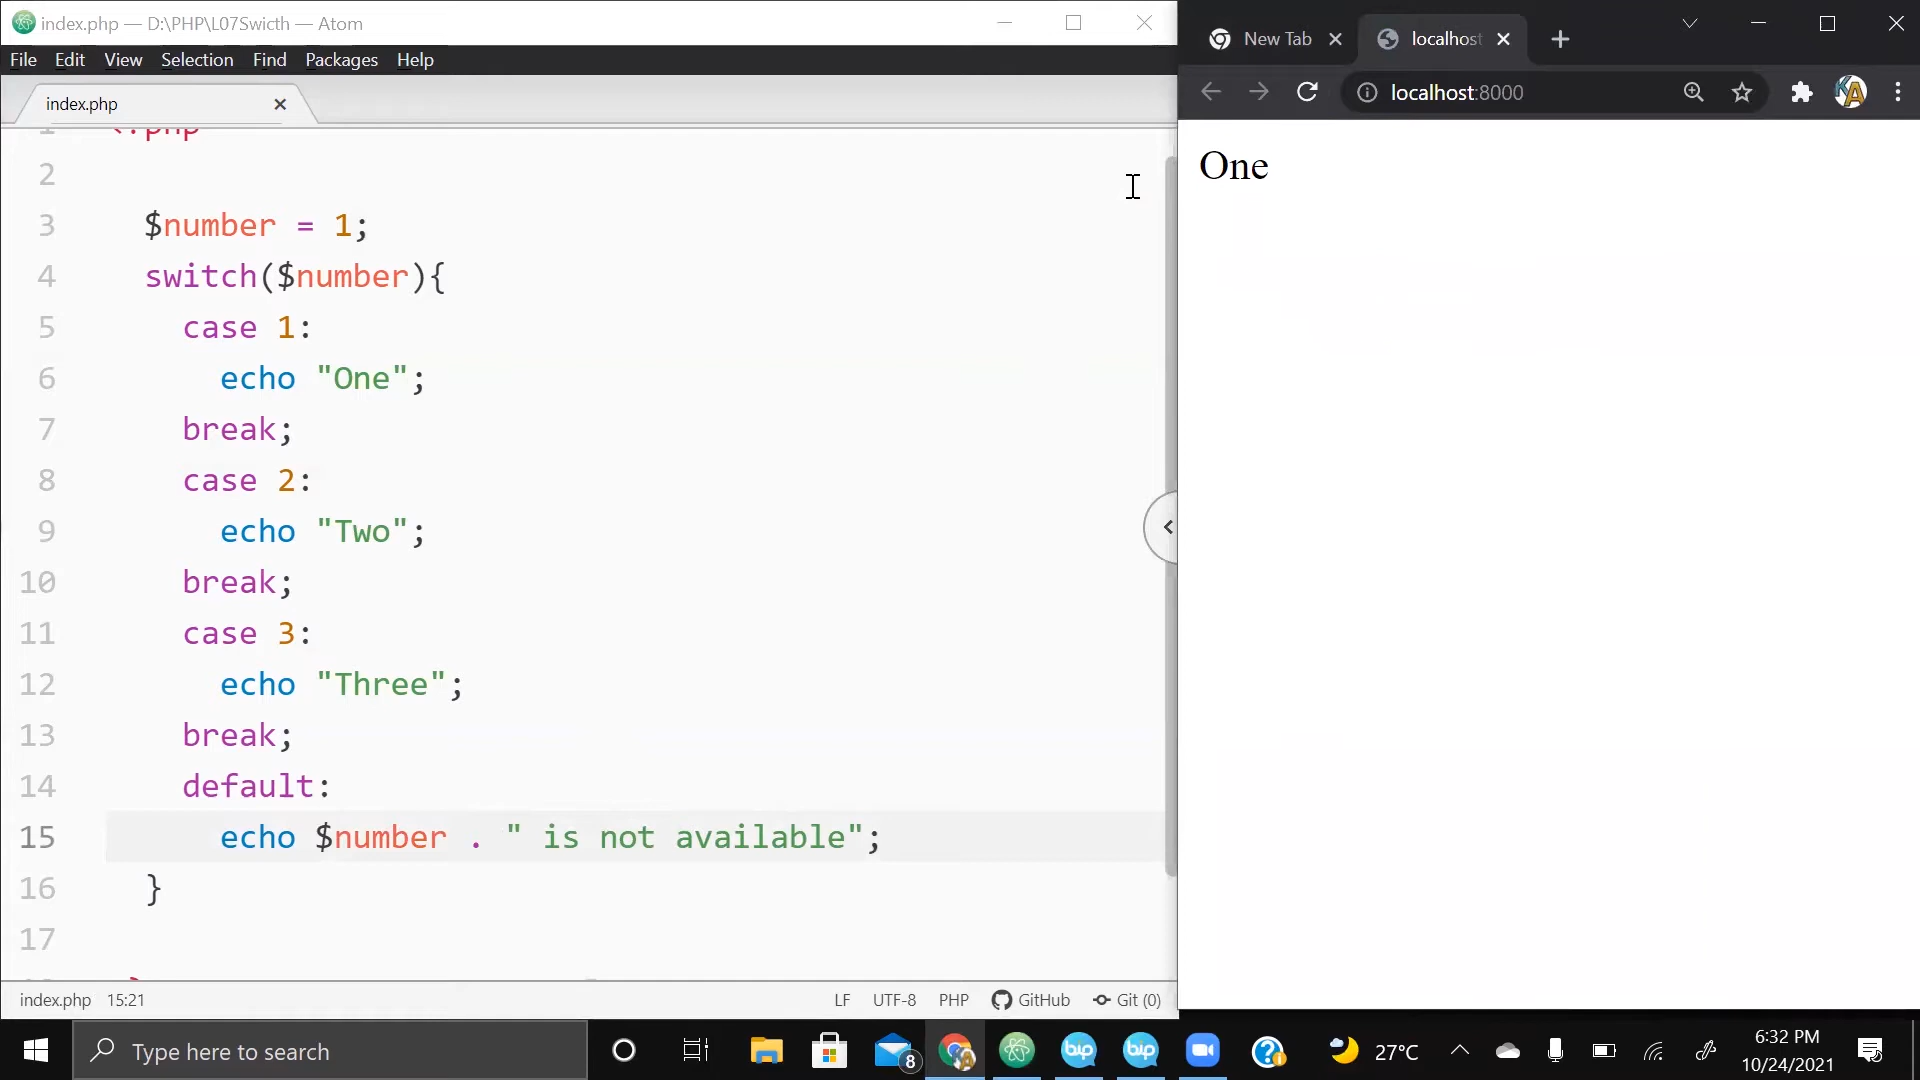 index.php — D:\PHP\L07Swicth — Atom
File Edit View Selection Find Packages Help
index.php
1 <?php
2
3 $number = 1;
4 switch($number){
5 case 1:
6 echo "One";
7 break;
8 case 2:
9 echo "Two";
10 break;
11 case 3:
12 echo "Three";
13 break;
14 default:
15 echo $number . " is not available";
16 }
17
index.php 15:21
LF UTF-8 PHP GitHub Git (0)
New Tab
localhost
localhost:8000
One
Type here to search
8
bip
bip
27°C
6:32 PM
10/24/2021